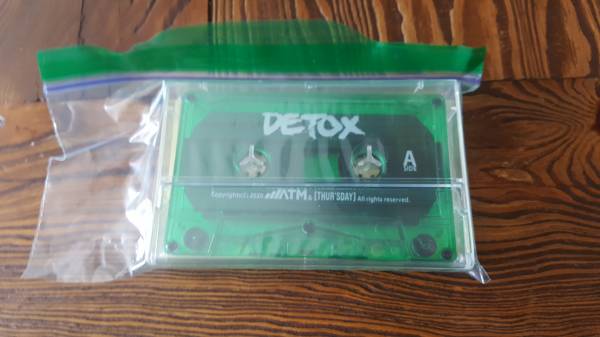 DETOX
A
SIDE
Copyright(c) 2020 ATM & [THUR'SDAY] All rights reserved.